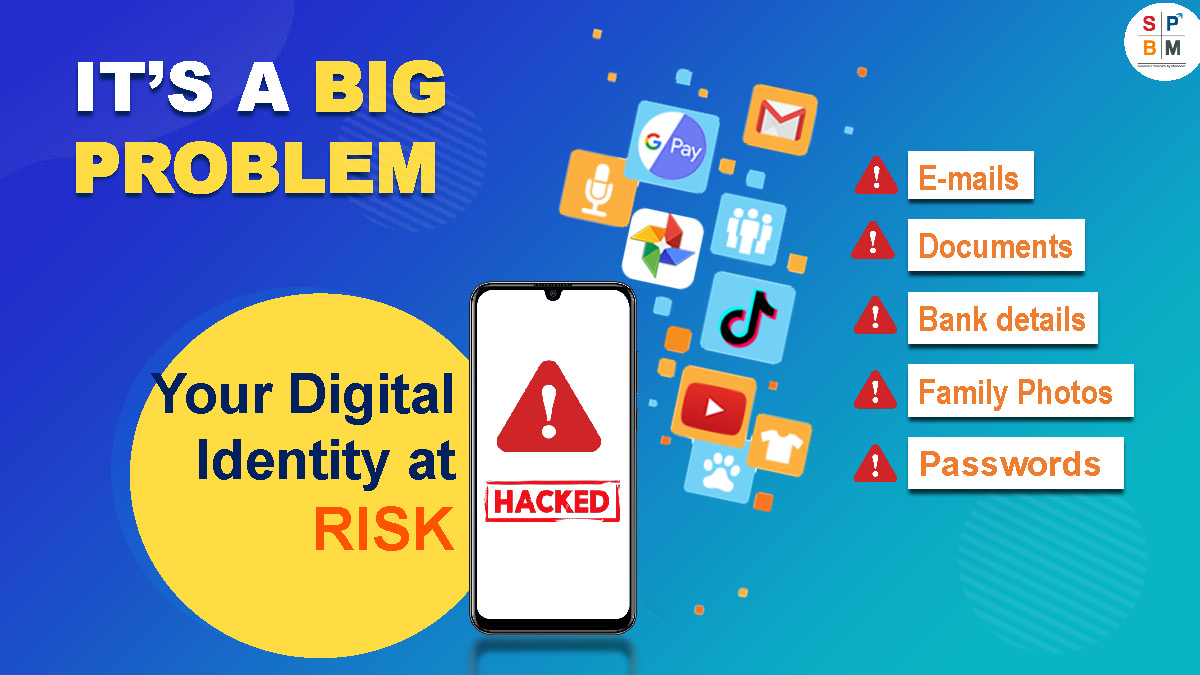 IT'S A BIG
PROBLEM
Your Digital
Identity at
RISK
HACKED
G Pay
E-mails
Documents
Bank details
Family Photos
Passwords
S P
B M